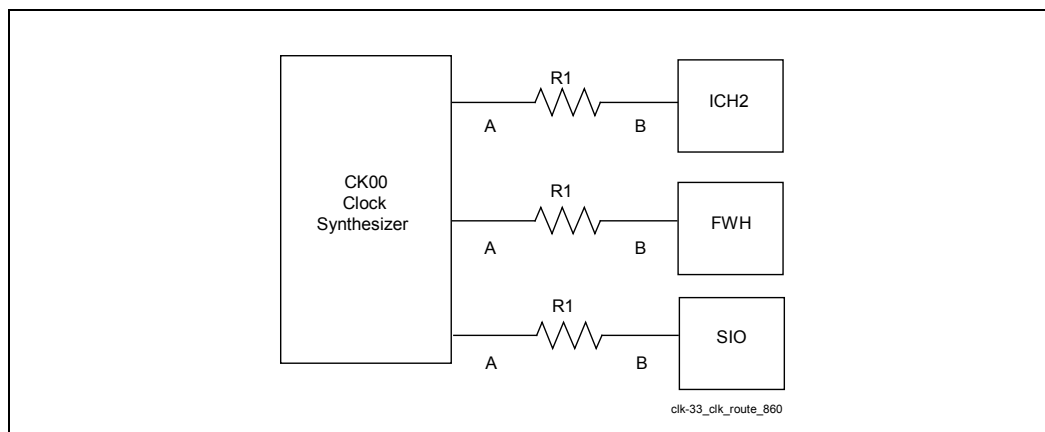 R1
ICH2
A
B
CK00
Clock
Synthesizer
R1
FWH
A
B
R1
SIO
A
B
clk-33_clk_route_860